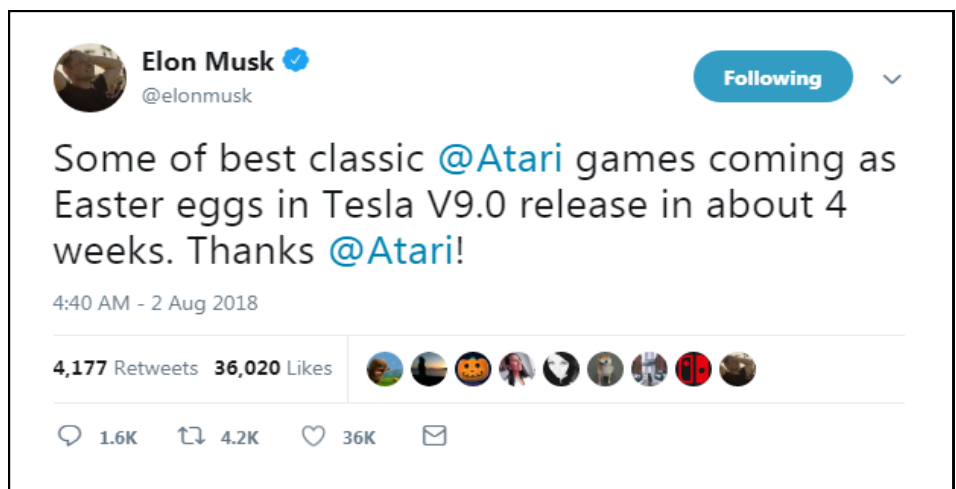 Elon Musk
@elonmusk
Following
Some of best classic @Atari games coming as
Easter eggs in Tesla V9.0 release in about 4
weeks. Thanks @Atari!
4:40 AM - 2 Aug 2018
4,177 Retweets 36,020 Likes
1.6K 4.2K 36K